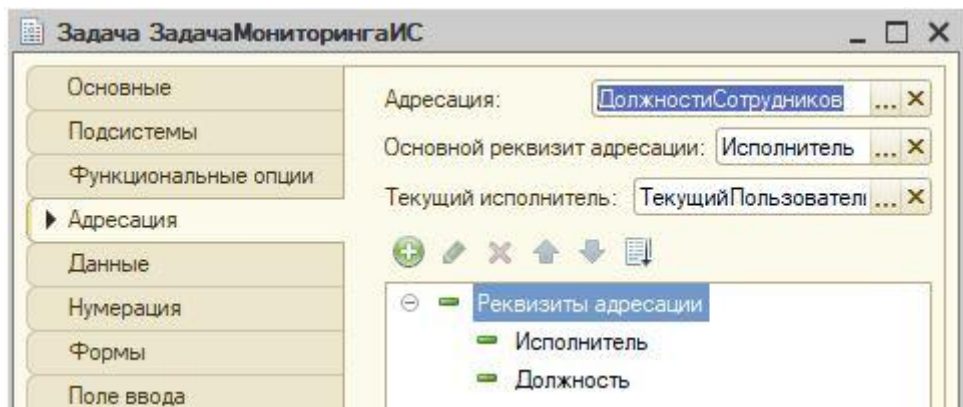 Задача ЗадачаМониторингаИС
Основные
Подсистемы
Функциональные опции
Адресация
Данные
Нумерация
Формы
Поле ввода
Адресация: ДолжностиСотрудников ...
Основной реквизит адресации: Исполнитель ...
Текущий исполнитель: ТекущийПользовател ...
Реквизиты адресации
Исполнитель
Должность